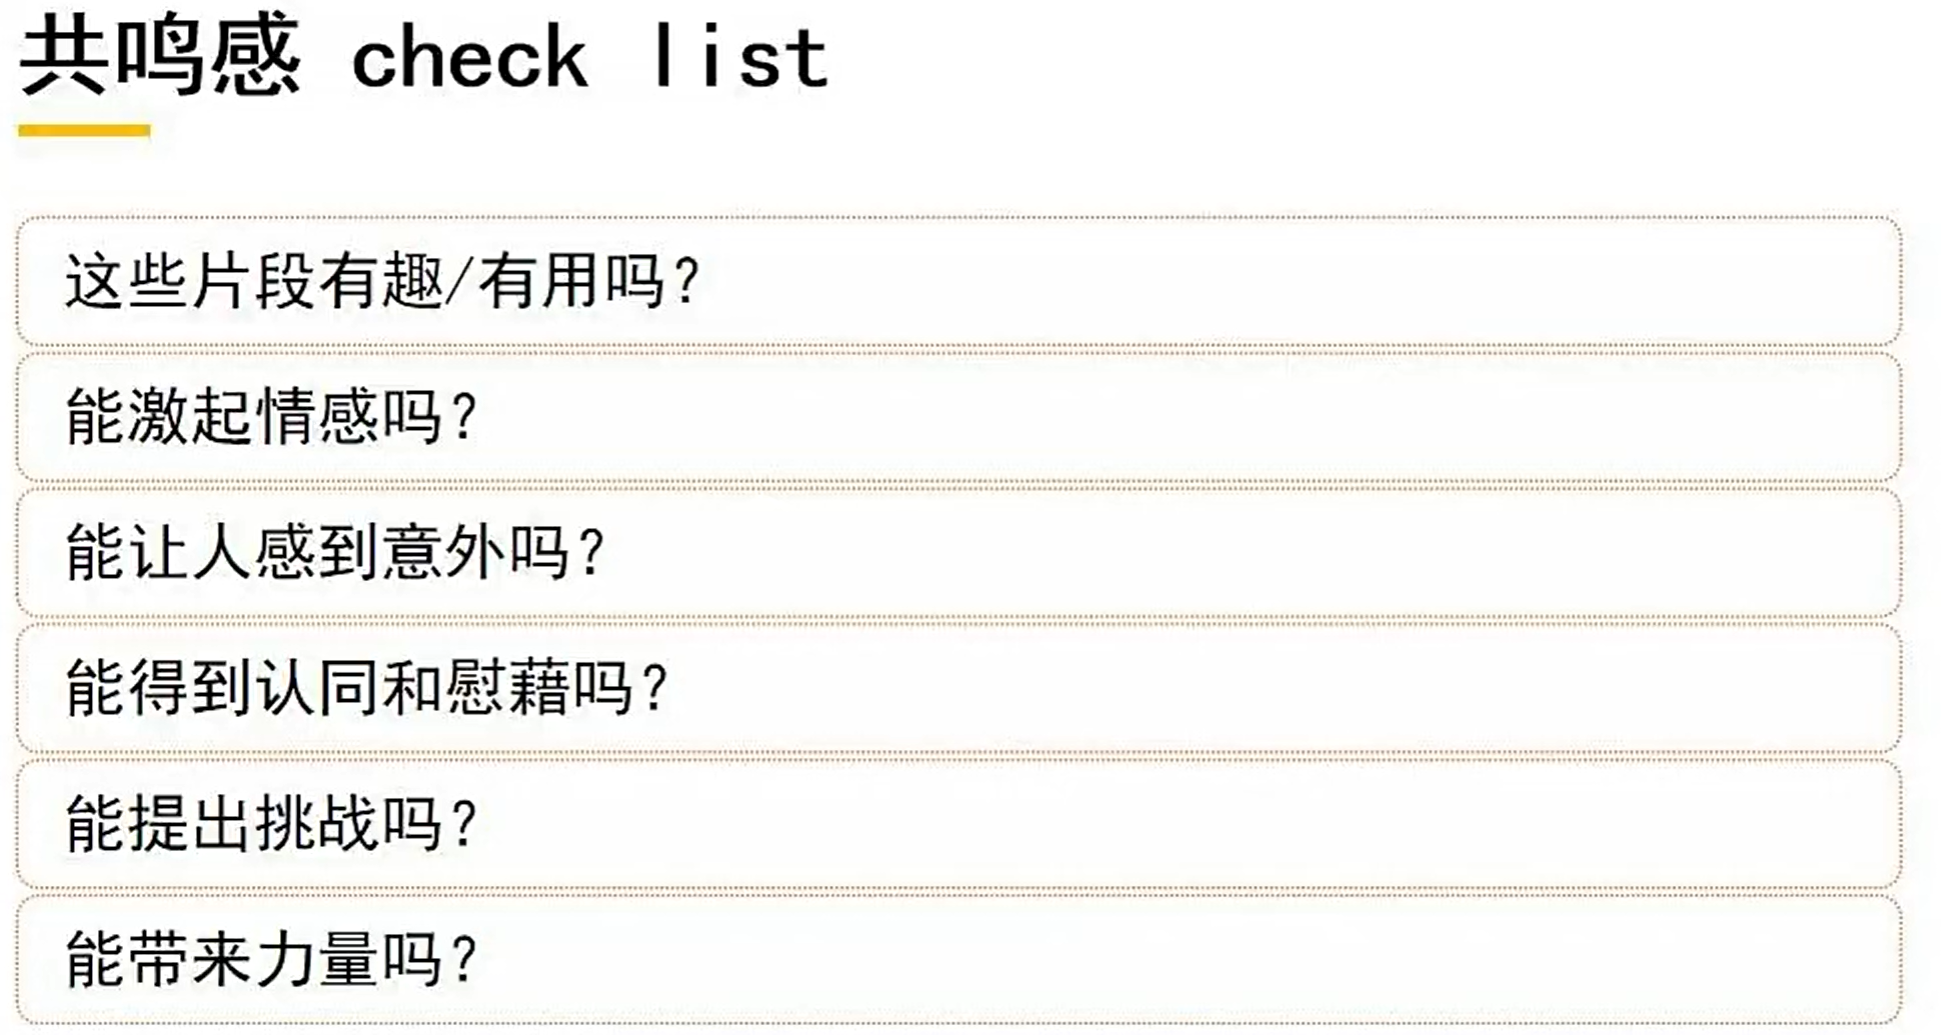 共鸣感 check list
这些片段有趣/有用吗？
能激起情感吗？
能让人感到意外吗？
能得到认同和慰藉吗？
能提出挑战吗？
能带来力量吗？